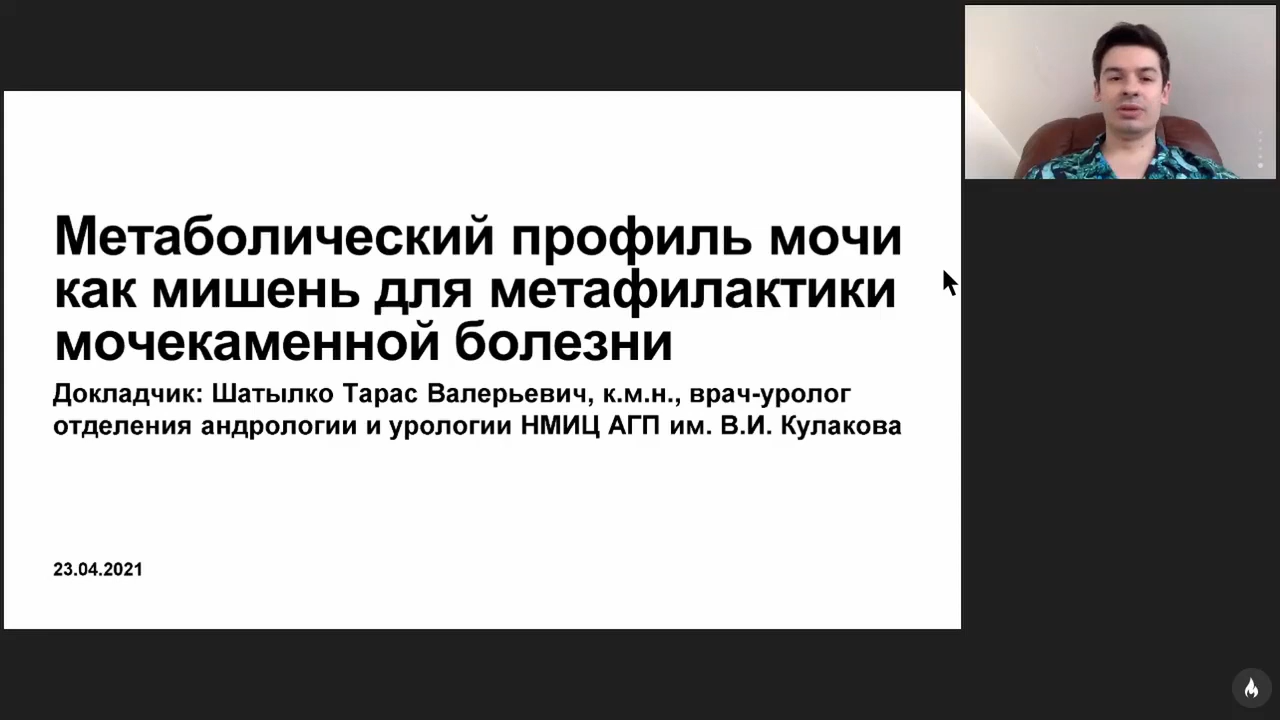 Метаболический профиль мочи
как мишень для метафилактики
мочекаменной болезни
Докладчик: Шатылко Тарас Валерьевич, к.м.н., врач-уролог
отделения андрологии и урологии НМИЦ АГП им. В.И. Кулакова
23.04.2021